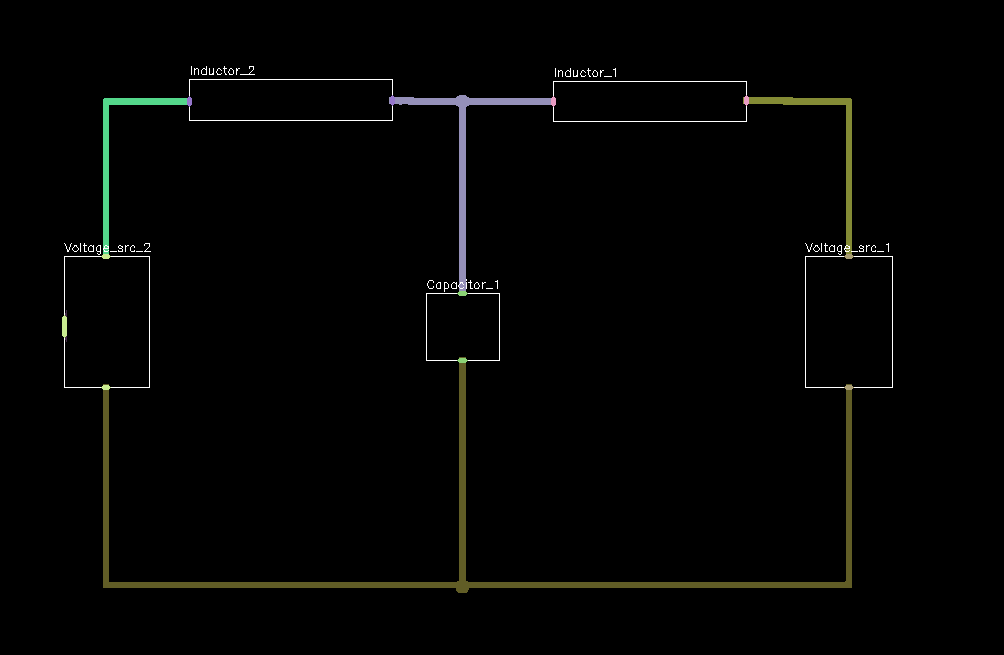 Inductor_2
Inductor_1
Voltage_src_2
Voltage_src_1
Capacitor_1